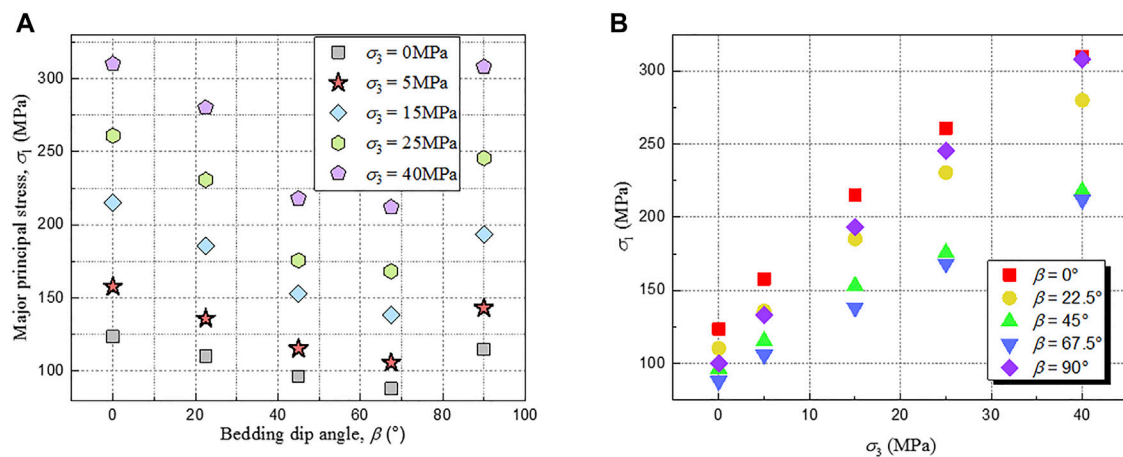 A
Major principal stress, σ₁ (MPa)
300
250
200
150
100
0
20
40
60
80
100
Bedding dip angle, β (°)
σ₃ = 0MPa
σ₃ = 5MPa
σ₃ = 15MPa
σ₃ = 25MPa
σ₃ = 40MPa
B
σ₁ (MPa)
300
250
200
150
100
0
10
20
30
40
σ₃ (MPa)
β = 0°
β = 22.5°
β = 45°
β = 67.5°
β = 90°